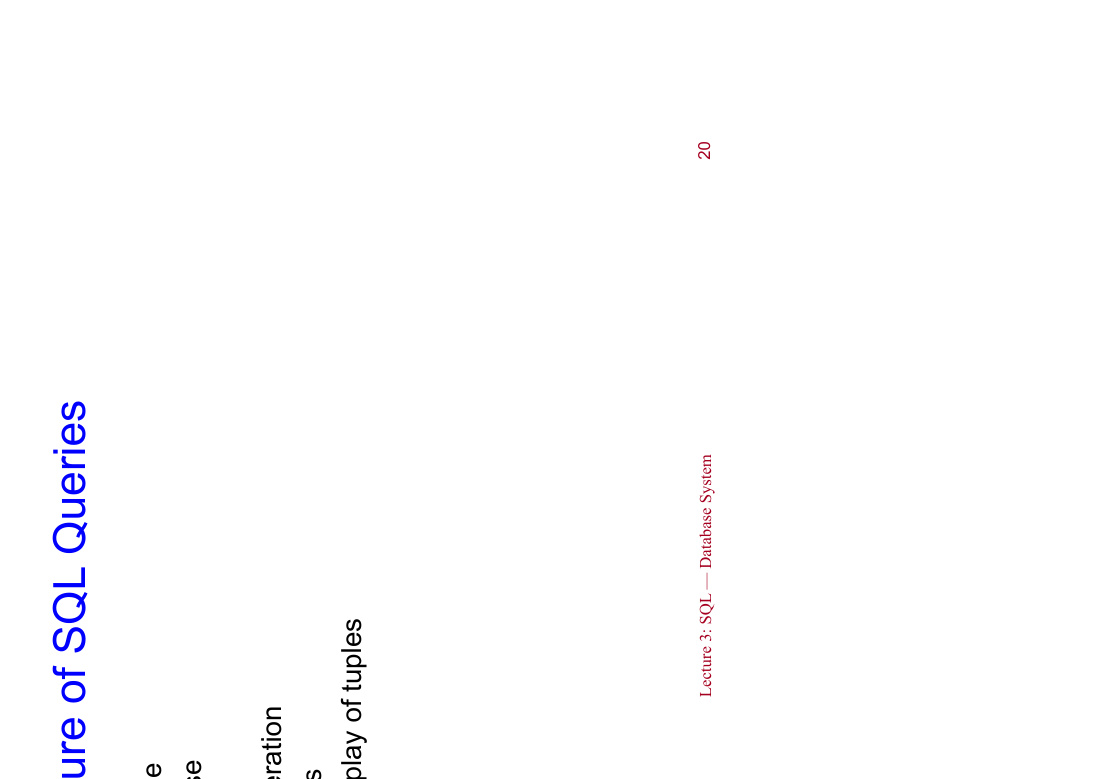 ure of SQL Queries
e
se
eration
s
play of tuples
Lecture 3: SQL — Database System
20